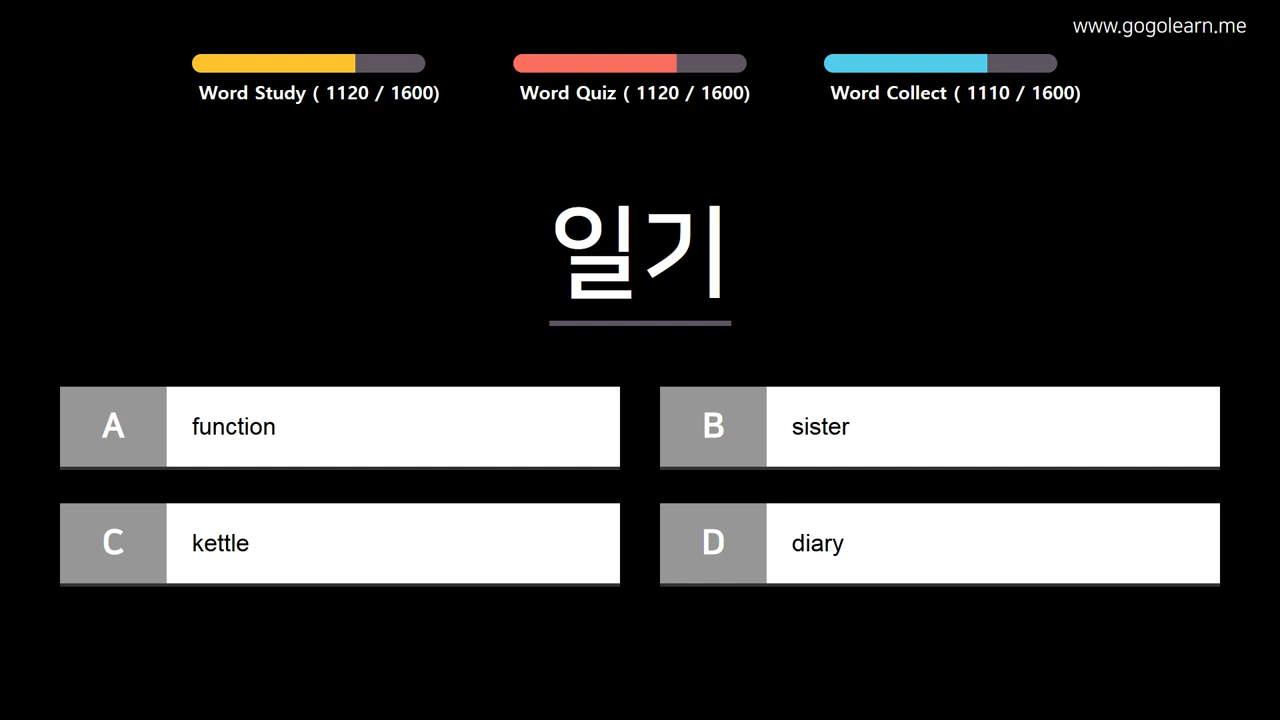 www.gogolearn.me
Word Study ( 1120 / 1600)
Word Quiz ( 1120 / 1600)
Word Collect ( 1110 / 1600)
일기
A function
B sister
C kettle
D diary